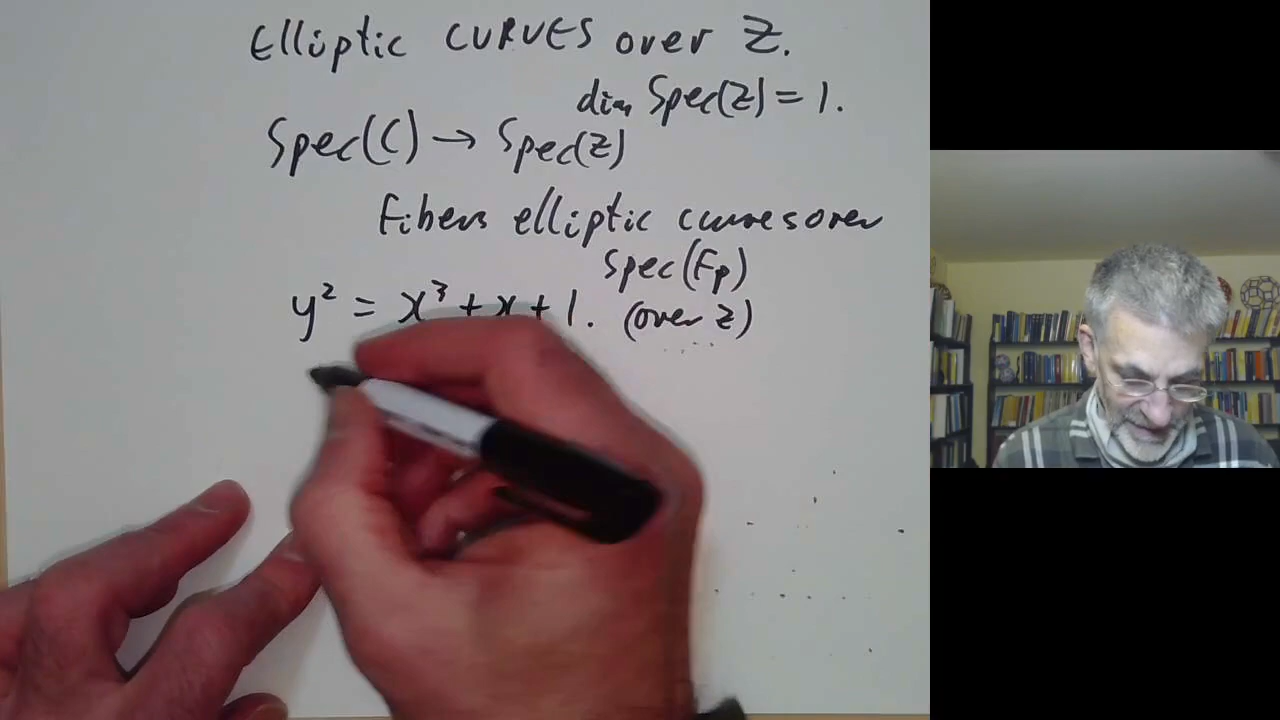 Elliptic CURVES over Z.
dim Spec(Z) = 1.
Spec(C) → Spec(Z)
Fibers elliptic curves over
Spec(Fp)
y² = x³ + x + 1. (over Z)